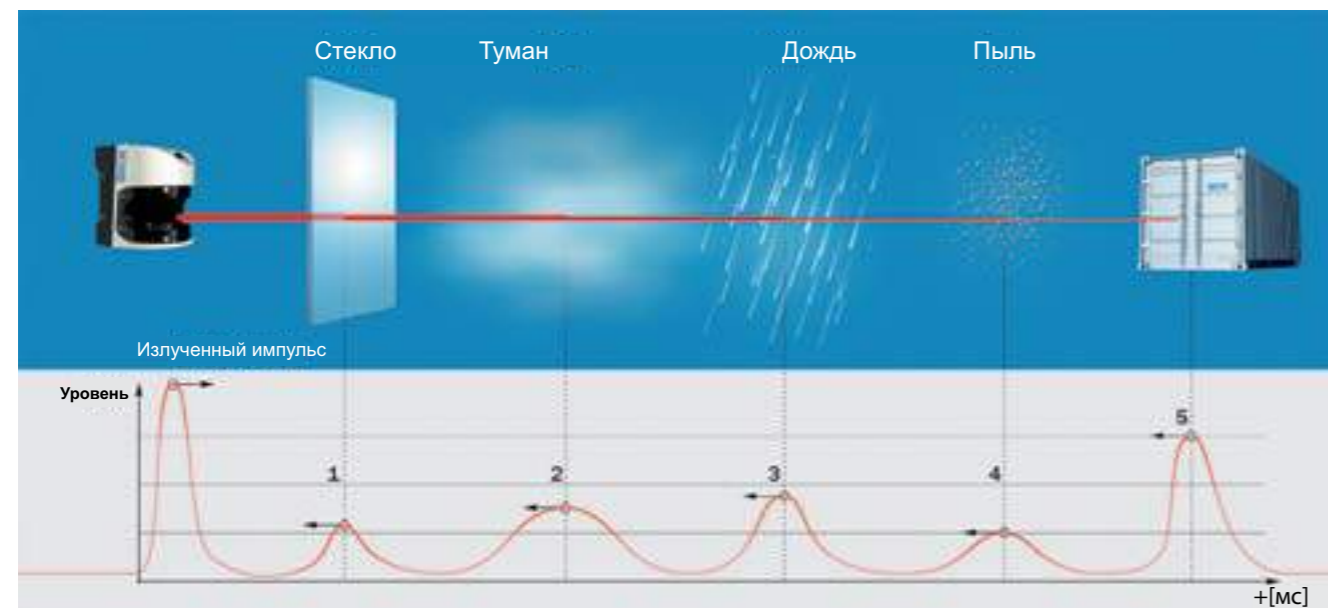 Стекло Туман Дождь Пыль
Излученный импульс
Уровень
5
1 2 3 4
+[мс]